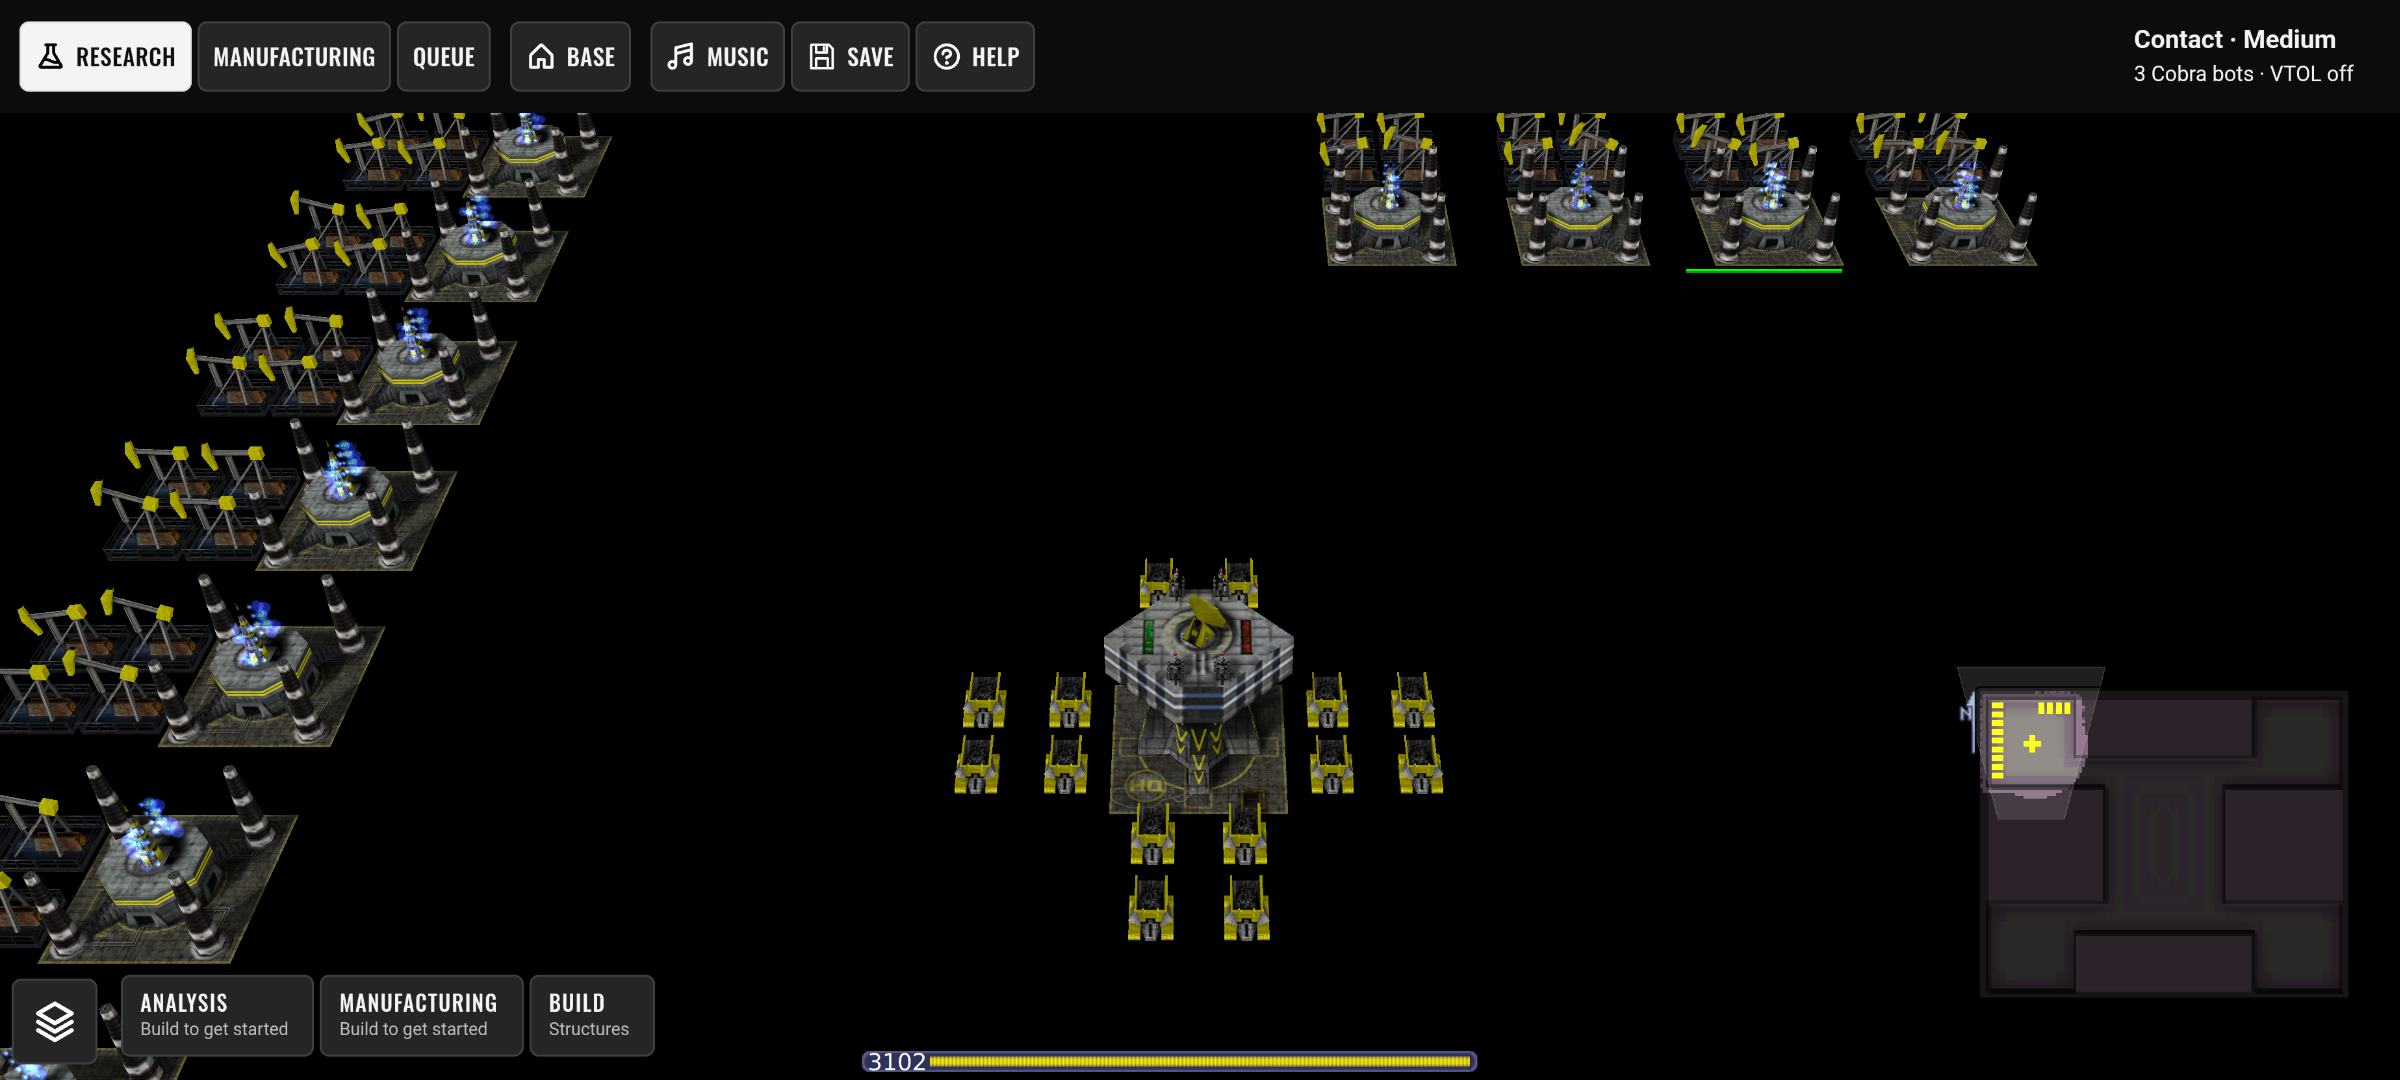 RESEARCH
MANUFACTURING
QUEUE
BASE
MUSIC
SAVE
HELP
Contact · Medium
3 Cobra bots · VTOL off
HQ
N
ANALYSIS
Build to get started
MANUFACTURING
Build to get started
BUILD
Structures
3102